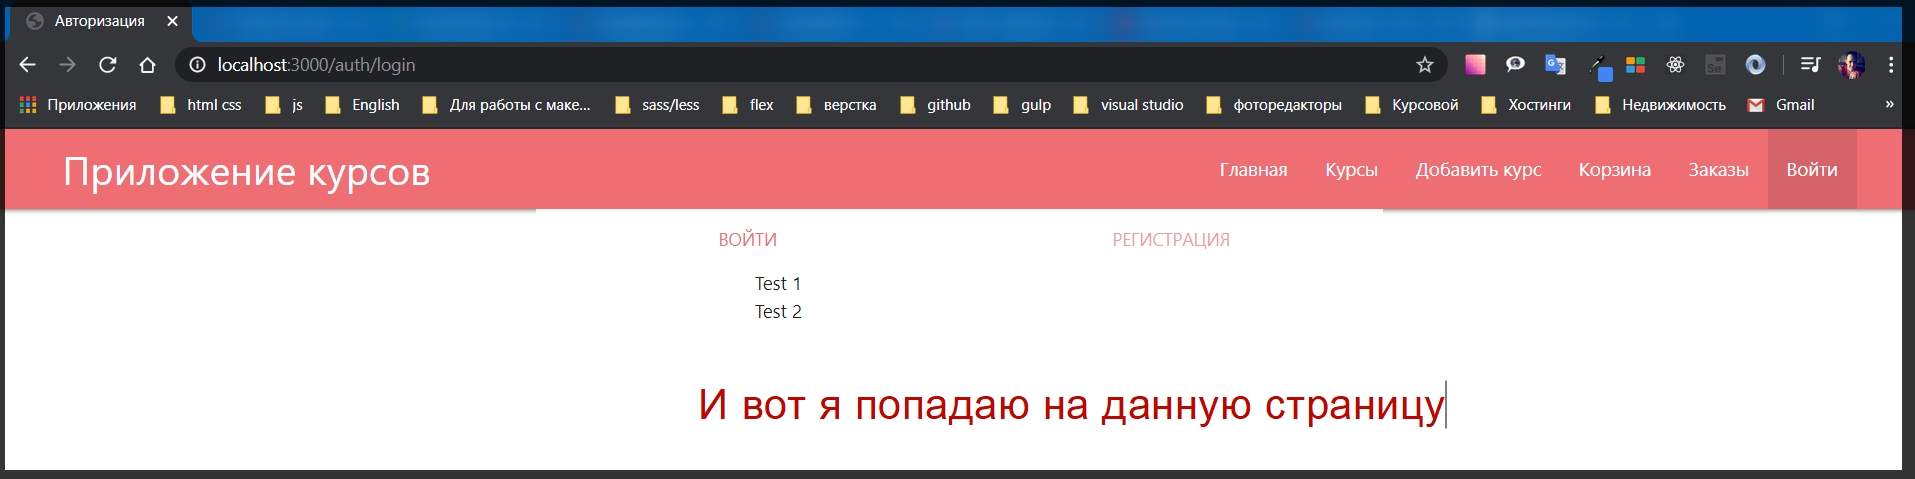 Авторизация
localhost:3000/auth/login
Приложения html css js English Для работы с маке... sass/less flex верстка github gulp visual studio фоторедакторы Курсовой Хостинги Недвижимость Gmail »
Приложение курсов Главная Курсы Добавить курс Корзина Заказы Войти
ВОЙТИ РЕГИСТРАЦИЯ
Test 1
Test 2
И вот я попадаю на данную страницу